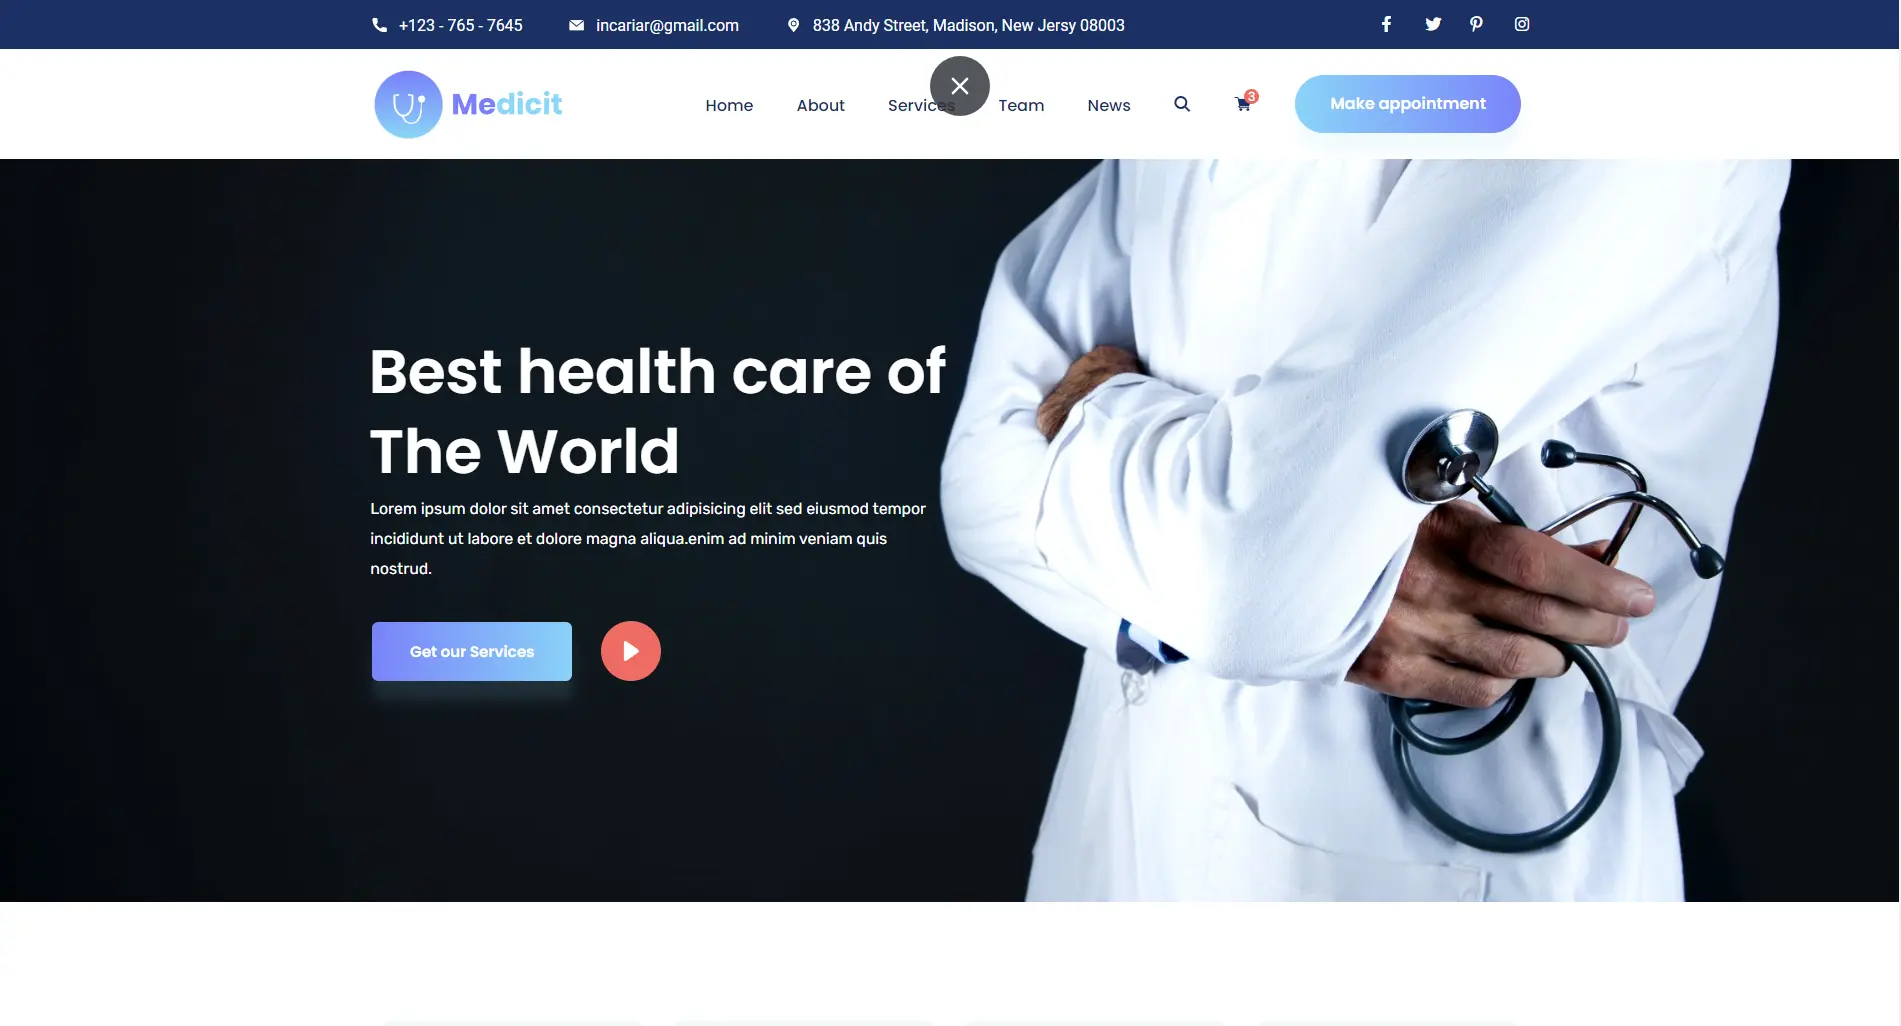 +123 - 765 - 7645
incariar@gmail.com
838 Andy Street, Madison, New Jersy 08003
Medicit
Home
About
Services
Team
News
3
Make appointment
Best health care of
The World
Lorem ipsum dolor sit amet consectetur adipisicing elit sed eiusmod tempor
incididunt ut labore et dolore magna aliqua.enim ad minim veniam quis
nostrud.
Get our Services